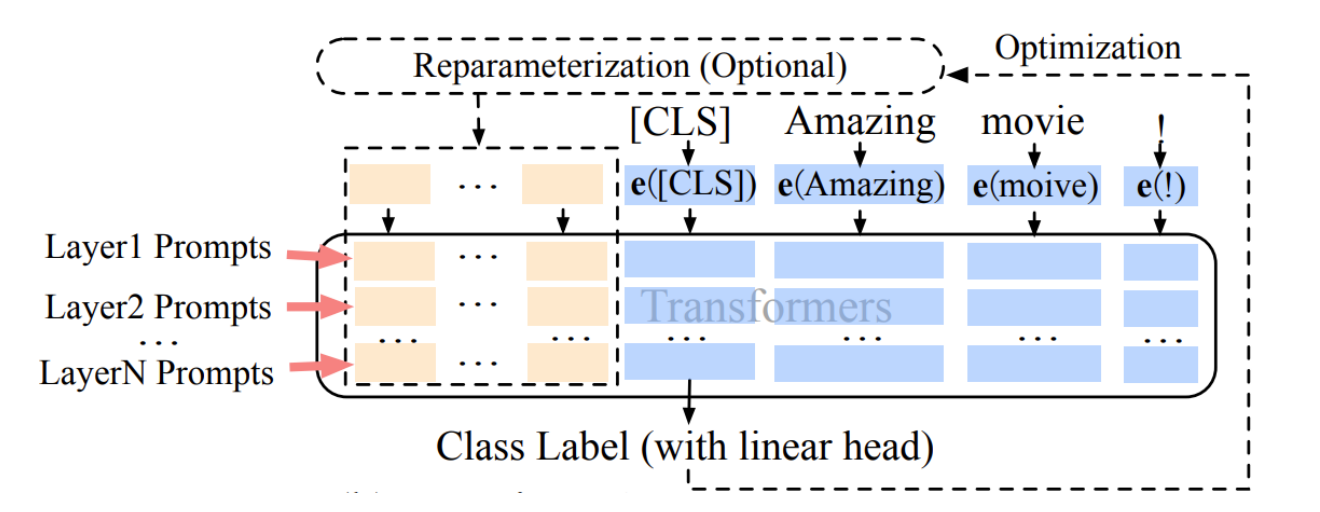 Optimization
Reparameterization (Optional)
[CLS] Amazing movie !
... e([CLS]) e(Amazing) e(moive) e(!)
Layer1 Prompts ...
Layer2 Prompts ... Transformers
... ... ... ... ... ... ...
LayerN Prompts ...
Class Label (with linear head)